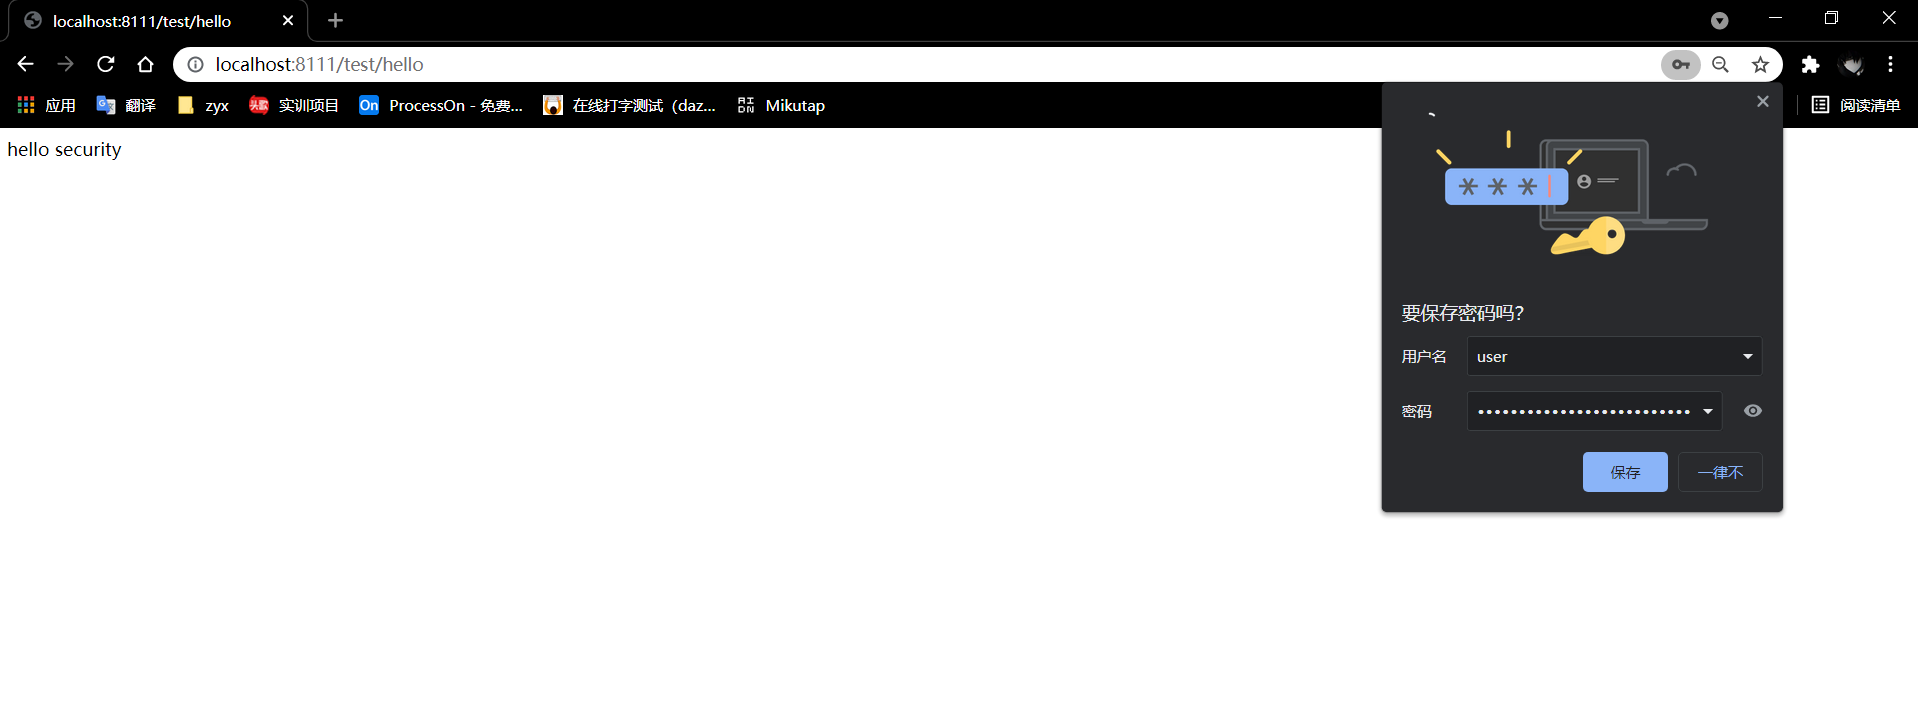 localhost:8111/test/hello
localhost:8111/test/hello
应用 翻译 zyx 实训项目 On ProcessOn - 免费... 在线打字测试（daz... Mikutap 阅读清单
hello security
要保存密码吗？
用户名 user
密码 ••••••••••••••••••••••••••
保存 一律不